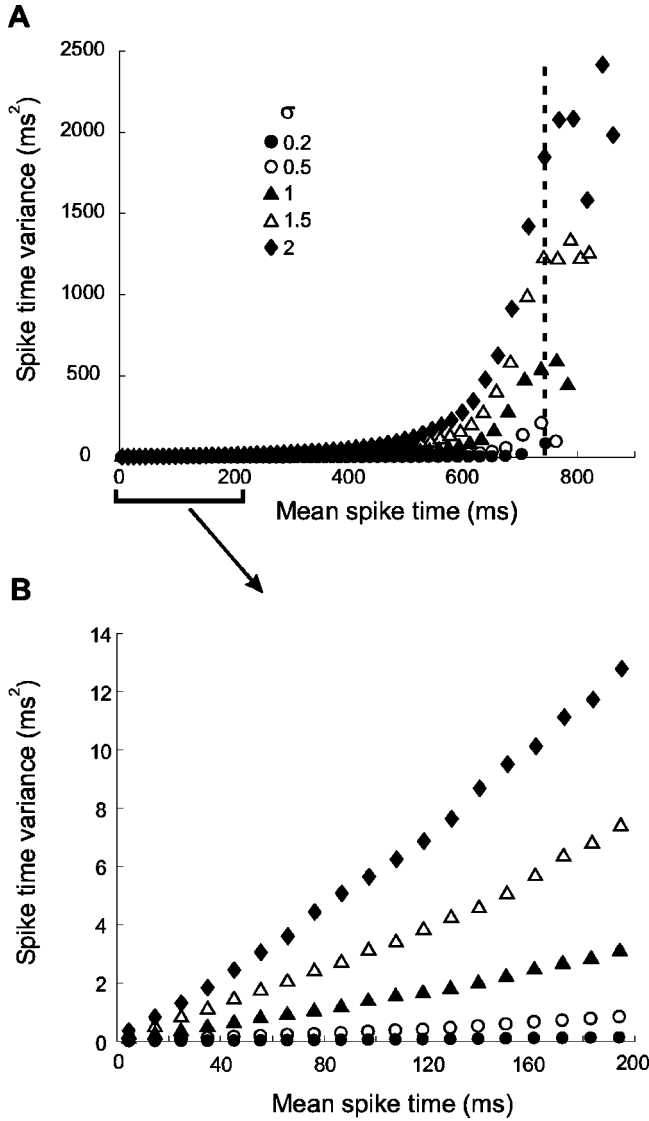 A
2500
2000
1500
1000
500
0
Spike time variance (ms²)
σ
0.2
0.5
1
1.5
2
0 200 400 600 800
Mean spike time (ms)
B
14
12
10
8
6
4
2
0
Spike time variance (ms²)
0 40 80 120 160 200
Mean spike time (ms)